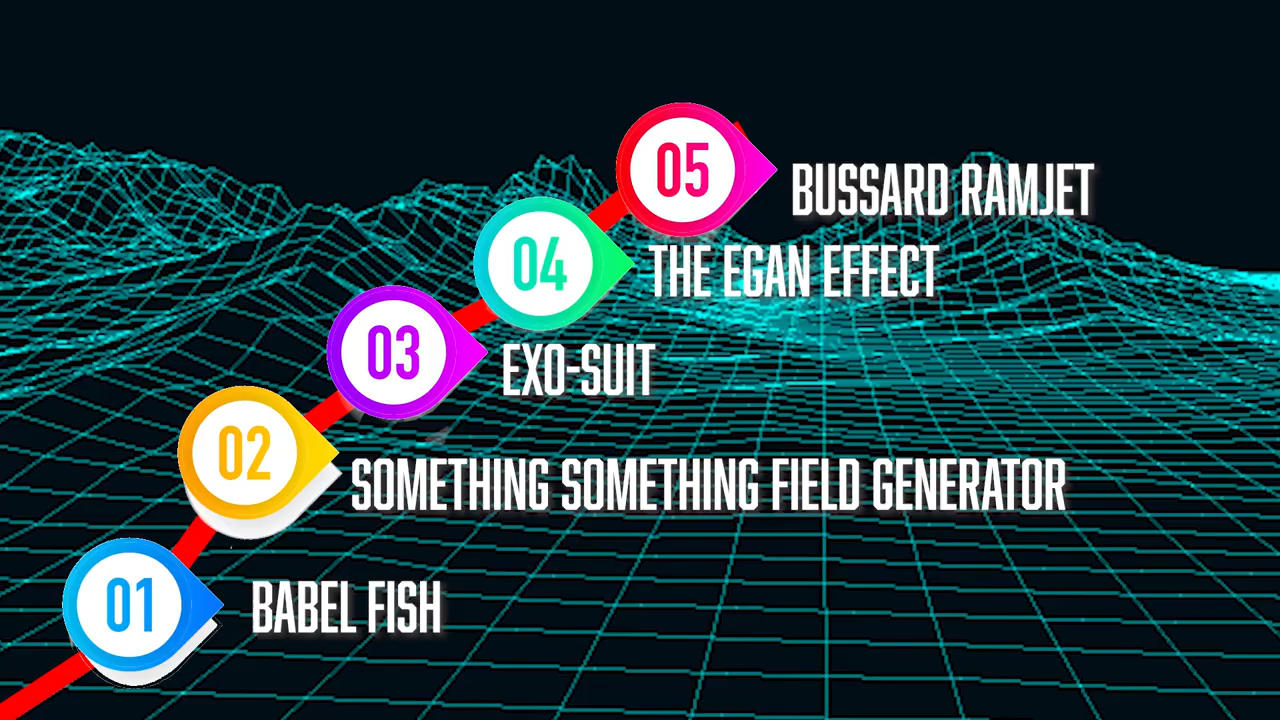 05 BUSSARD RAMJET
04 THE EGAN EFFECT
03 EXO-SUIT
02 SOMETHING SOMETHING FIELD GENERATOR
01 BABEL FISH